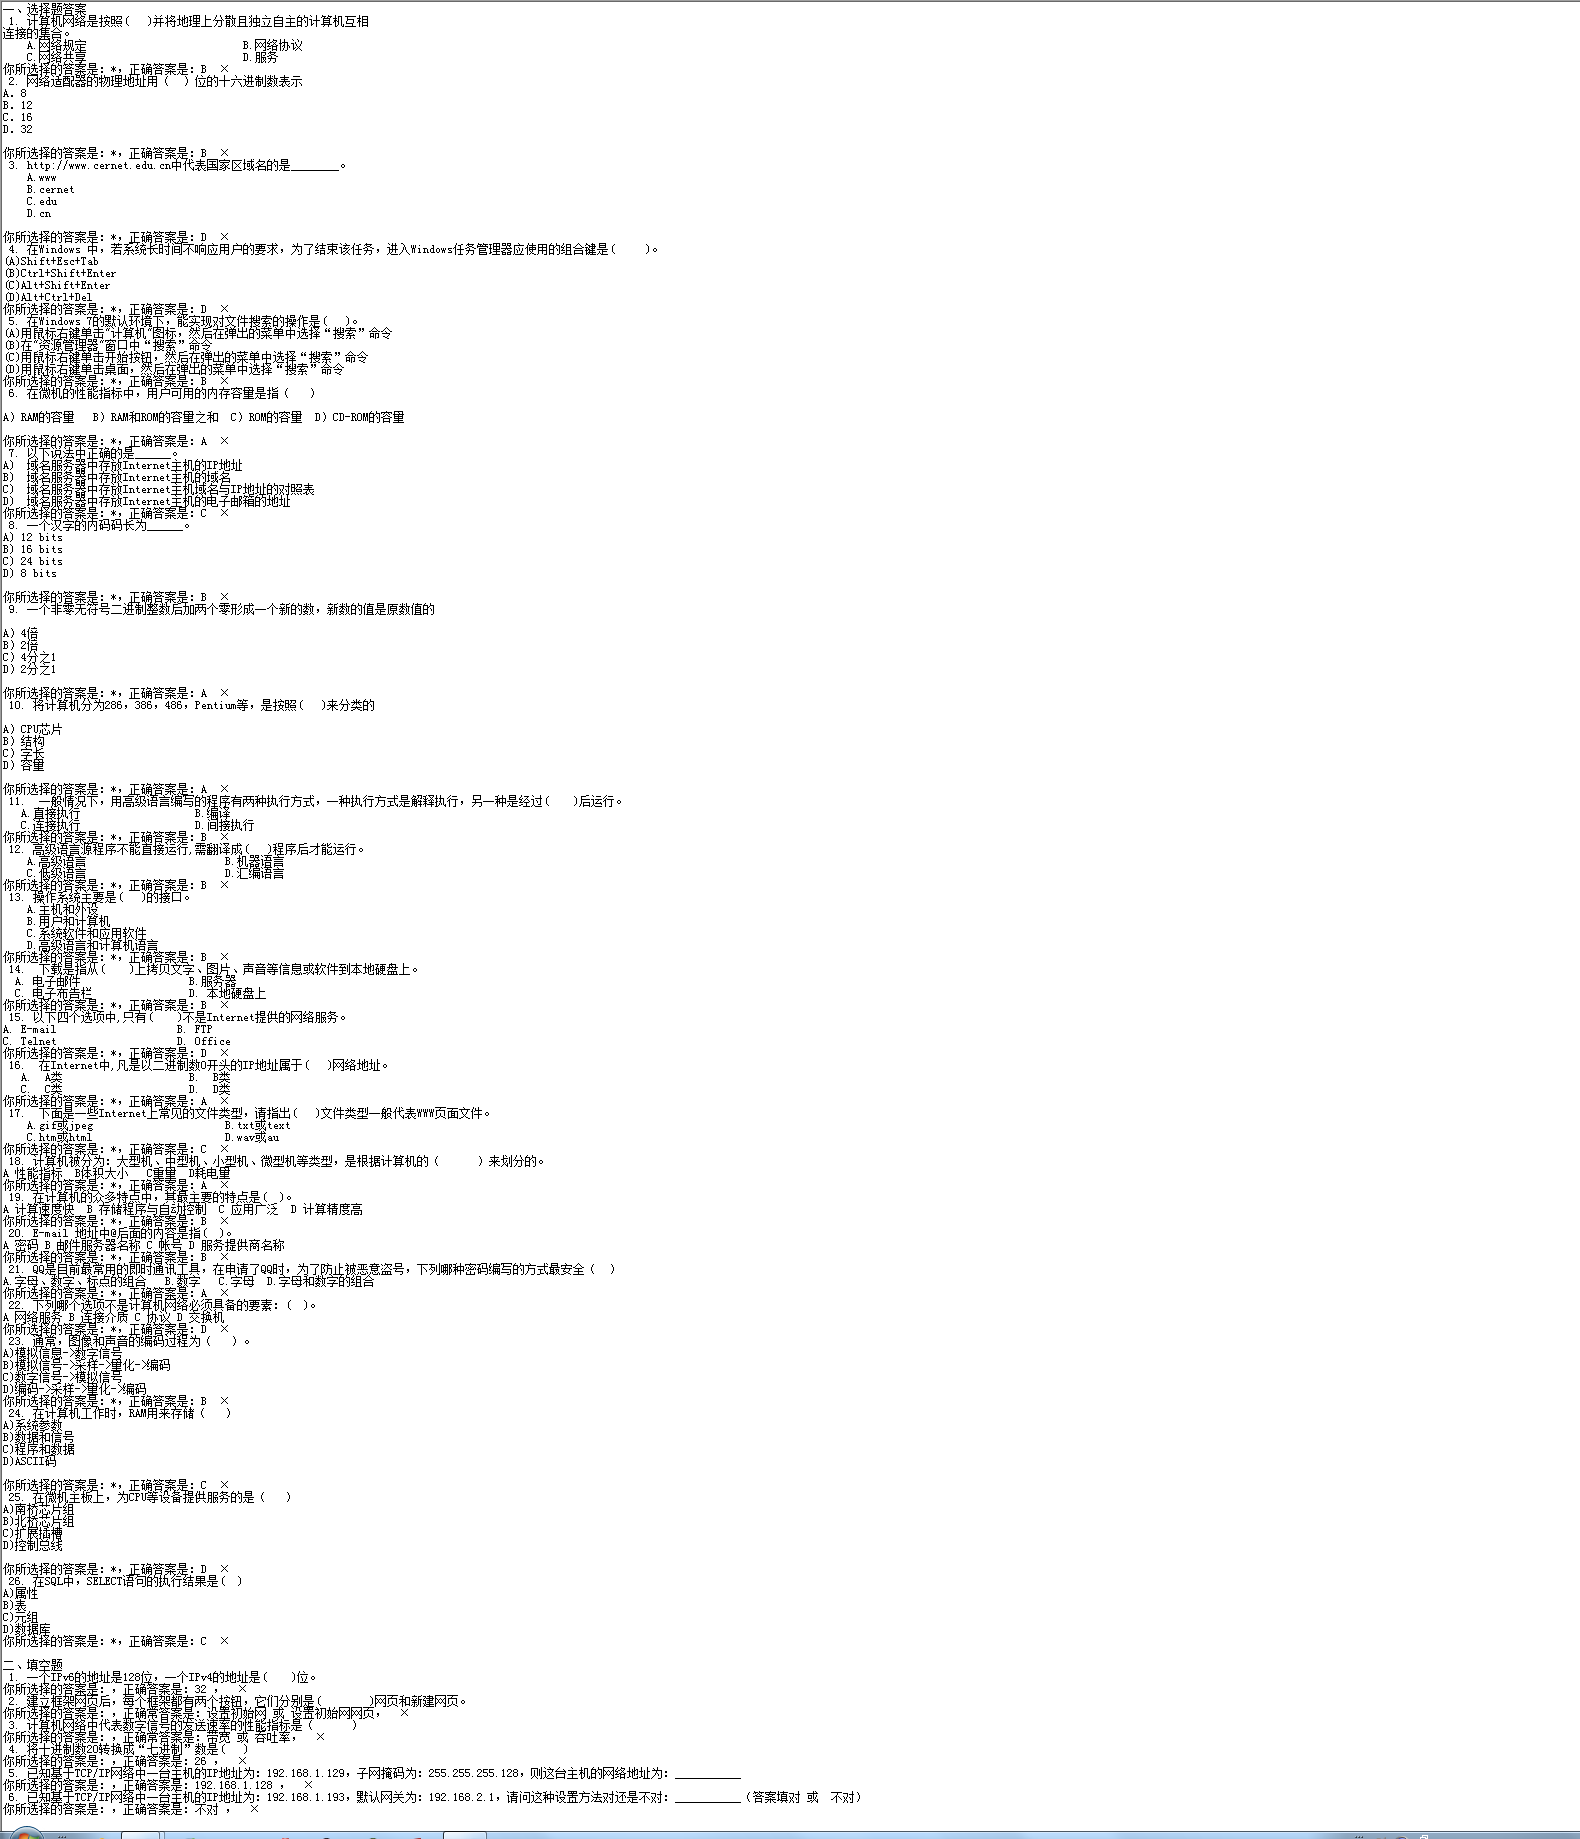 一、选择题答案
1. 计算机网络是按照(   )并将地理上分散且独立自主的计算机互相
连接的集合。
A.网络规定 B.网络协议
C.网络共享 D.服务
你所选择的答案是: *, 正确答案是: B  ×
2. 网络适配器的物理地址用（  ）位的十六进制数表示
A. 8
B. 12
C. 16
D. 32
你所选择的答案是: *, 正确答案是: B  ×
3. http://www.cernet.edu.cn中代表国家区域名的是________。
A.www
B.cernet
C.edu
D.cn
你所选择的答案是: *, 正确答案是: D  ×
4. 在Windows 中，若系统长时间不响应用户的要求，为了结束该任务，进入Windows任务管理器应使用的组合键是(    )。
(A)Shift+Esc+Tab
(B)Ctrl+Shift+Enter
(C)Alt+Shift+Enter
(D)Alt+Ctrl+Del
你所选择的答案是: *, 正确答案是: D  ×
5. 在Windows 7的默认环境下，能实现对文件搜索的操作是(   )。
(A)用鼠标右键单击"计算机"图标，然后在弹出的菜单中选择“搜索”命令
(B)在"资源管理器"窗口中“搜索”命令
(C)用鼠标右键单击开始按钮，然后在弹出的菜单中选择“搜索”命令
(D)用鼠标右键单击桌面，然后在弹出的菜单中选择“搜索”命令
你所选择的答案是: *, 正确答案是: B  ×
6. 在微机的性能指标中，用户可用的内存容量是指（   ）
A）RAM的容量   B）RAM和ROM的容量之和  C）ROM的容量  D）CD-ROM的容量
你所选择的答案是: *, 正确答案是: A  ×
7. 以下说法中正确的是______。
A)  域名服务器中存放Internet主机的IP地址
B)  域名服务器中存放Internet主机的域名
C)  域名服务器中存放Internet主机域名与IP地址的对照表
D)  域名服务器中存放Internet主机的电子邮箱的地址
你所选择的答案是: *, 正确答案是: C  ×
8. 一个汉字的内码码长为______。
A) 12 bits
B) 16 bits
C) 24 bits
D) 8 bits
你所选择的答案是: *, 正确答案是: B  ×
9. 一个非零无符号二进制整数后加两个零形成一个新的数，新数的值是原数值的
A）4倍
B）2倍
C）4分之1
D）2分之1
你所选择的答案是: *, 正确答案是: A  ×
10. 将计算机分为286，386，486，Pentium等，是按照(   )来分类的
A）CPU芯片
B）结构
C）字长
D）容量
你所选择的答案是: *, 正确答案是: A  ×
11.  一般情况下，用高级语言编写的程序有两种执行方式，一种执行方式是解释执行，另一种是经过(    )后运行。
A.直接执行 B.编译
C.连接执行 D.间接执行
你所选择的答案是: *, 正确答案是: B  ×
12. 高级语言源程序不能直接运行,需翻译成(   )程序后才能运行。
A.高级语言 B.机器语言
C.低级语言 D.汇编语言
你所选择的答案是: *, 正确答案是: B  ×
13. 操作系统主要是(   )的接口。
A.主机和外设
B.用户和计算机
C.系统软件和应用软件
D.高级语言和计算机语言
你所选择的答案是: *, 正确答案是: B  ×
14.  下载是指从(    )上拷贝文字、图片、声音等信息或软件到本地硬盘上。
A. 电子邮件 B.服务器
C. 电子布告栏 D. 本地硬盘上
你所选择的答案是: *, 正确答案是: B  ×
15. 以下四个选项中,只有(    )不是Internet提供的网络服务。
A. E-mail B. FTP
C. Telnet D. Office
你所选择的答案是: *, 正确答案是: D  ×
16.  在Internet中,凡是以二进制数0开头的IP地址属于(   )网络地址。
A.  A类 B.  B类
C.  C类 D.  D类
你所选择的答案是: *, 正确答案是: A  ×
17.  下面是一些Internet上常见的文件类型，请指出(   )文件类型一般代表WWW页面文件。
A.gif或jpeg B.txt或text
C.htm或html D.wav或au
你所选择的答案是: *, 正确答案是: C  ×
18. 计算机被分为: 大型机、中型机、小型机、微型机等类型，是根据计算机的（      ）来划分的。
A 性能指标  B体积大小   C重量  D耗电量
你所选择的答案是: *, 正确答案是: A  ×
19. 在计算机的众多特点中，其最主要的特点是( )。
A 计算速度快  B 存储程序与自动控制  C 应用广泛  D 计算精度高
你所选择的答案是: *, 正确答案是: B  ×
20. E-mail 地址中@后面的内容是指( )。
A 密码 B 邮件服务器名称 C 帐号 D 服务提供商名称
你所选择的答案是: *, 正确答案是: B  ×
21. QQ是目前最常用的即时通讯工具，在申请了QQ时，为了防止被恶意盗号，下列哪种密码编写的方式最安全（  ）
A.字母、数字、标点的组合   B.数字   C.字母  D.字母和数字的组合
你所选择的答案是: *, 正确答案是: A  ×
22. 下列哪个选项不是计算机网络必须具备的要素: ( )。
A 网络服务 B 连接介质 C 协议 D 交换机
你所选择的答案是: *, 正确答案是: D  ×
23. 通常，图像和声音的编码过程为（   ）。
A)模拟信息->数字信号
B)模拟信号->采样->量化->编码
C)数字信号->模拟信号
D)编码->采样->量化->编码
你所选择的答案是: *, 正确答案是: B  ×
24. 在计算机工作时，RAM用来存储（   ）
A)系统参数
B)数据和信号
C)程序和数据
D)ASCII码
你所选择的答案是: *, 正确答案是: C  ×
25. 在微机主板上，为CPU等设备提供服务的是（   ）
A)南桥芯片组
B)北桥芯片组
C)扩展插槽
D)控制总线
你所选择的答案是: *, 正确答案是: D  ×
26. 在SQL中，SELECT语句的执行结果是( )
A)属性
B)表
C)元组
D)数据库
你所选择的答案是: *, 正确答案是: C  ×
二、填空题
1. 一个IPv6的地址是128位，一个IPv4的地址是(    )位。
你所选择的答案是: , 正确答案是: 32 ,   ×
2. 建立框架网页后，每个框架都有两个按钮，它们分别是(        )网页和新建网页。
你所选择的答案是: , 正确常答案是: 设置初始网 或 设置初始网网页,   ×
3. 计算机网络中代表数字信号的发送速率的性能指标是（      ）
你所选择的答案是: , 正确常答案是: 带宽 或 吞吐率,   ×
4. 将十进制数20转换成“七进制”数是(   )
你所选择的答案是: , 正确答案是: 26 ,   ×
5. 已知基于TCP/IP网络中一台主机的IP地址为: 192.168.1.129, 子网掩码为: 255.255.255.128, 则这台主机的网络地址为: ___________
你所选择的答案是: , 正确答案是: 192.168.1.128 ,   ×
6. 已知基于TCP/IP网络中一台主机的IP地址为: 192.168.1.193, 默认网关为: 192.168.2.1, 请问这种设置方法对还是不对: ___________（答案填对 或  不对）
你所选择的答案是: , 正确答案是: 不对 ,   ×